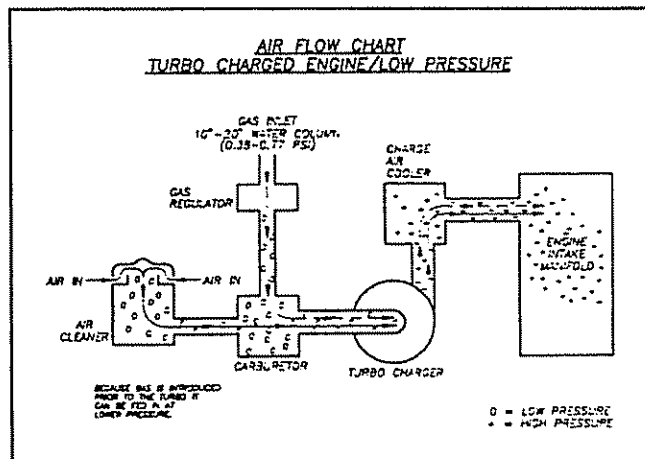 AIR FLOW CHART
TURBO CHARGED ENGINE/LOW PRESSURE
GAS INLET
10"-20" WATER COLUMN
(0.35-0.77 PSI)
CHARGE
AIR
COOLER
GAS
REGULATOR
ENGINE
INTAKE
MANIFOLD
AIR IN
AIR IN
AIR
CLEANER
CARBURETOR
TURBO CHARGER
BECAUSE GAS IS INTRODUCED
PRIOR TO THE TURBO IT
CAN BE FED IN AT
LOWER PRESSURE.
0 = LOW PRESSURE
+ = HIGH PRESSURE